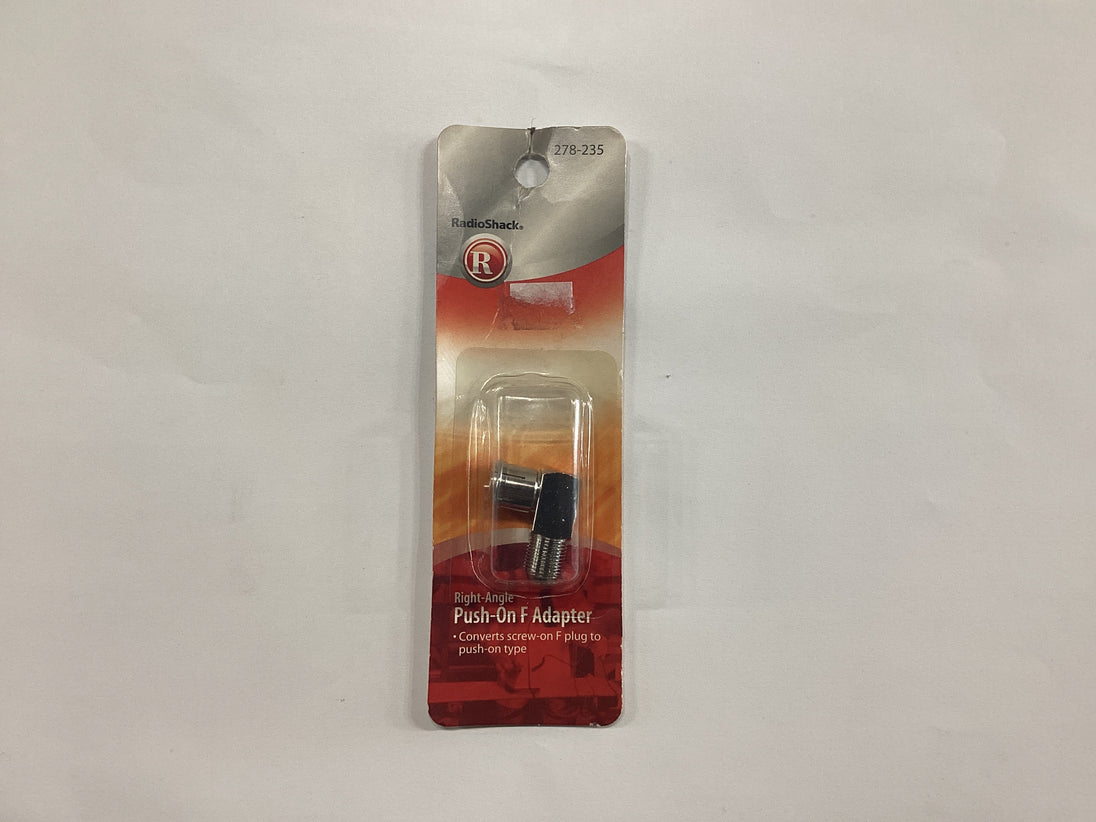 278-235
RadioShack®
R
Right-Angle
Push-On F Adapter
• Converts screw-on F plug to
push-on type